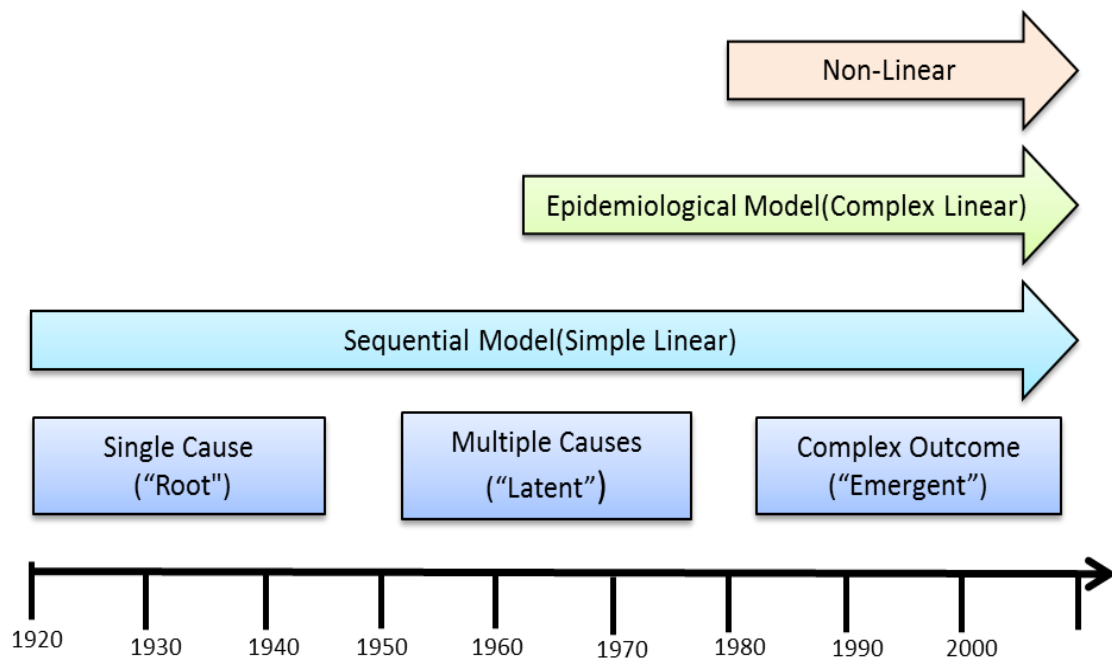 Non-Linear
Epidemiological Model(Complex Linear)
Sequential Model(Simple Linear)
Single Cause
(“Root")
Multiple Causes
(“Latent”)
Complex Outcome
(“Emergent”)
1920
1930
1940
1950
1960
1970
1980
1990
2000